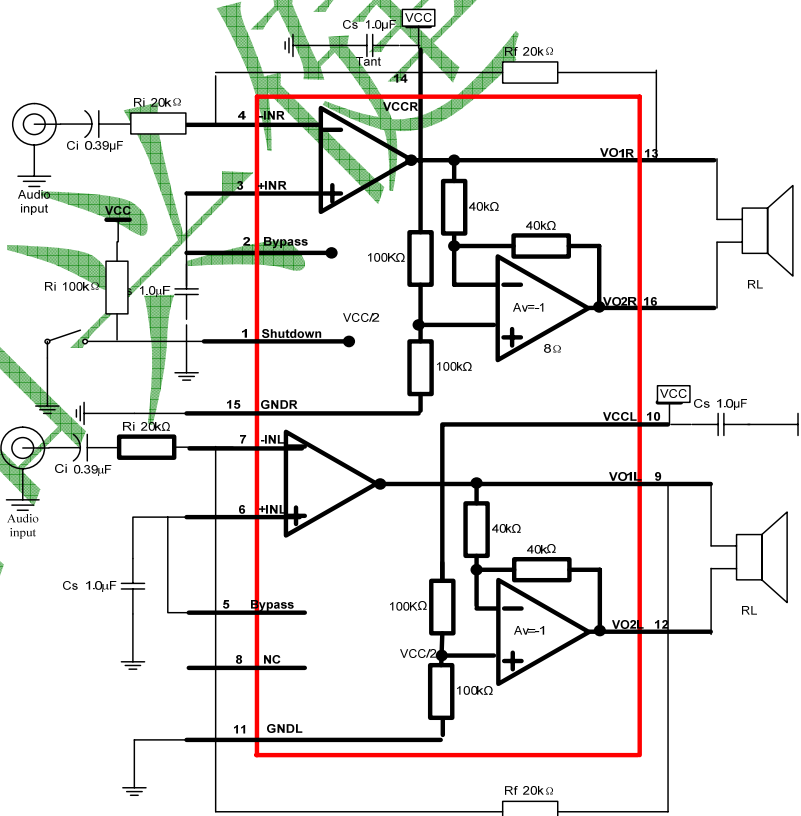 Cs 1.0µF
VCC
Tant
14
Rf 20kΩ
VCCR
Ri 20kΩ
4 -INR
Ci 0.39µF
VO1R 13
Audio
input
3 +INR
VCC
40kΩ
40kΩ
2 Bypass
100KΩ
RL
Ri 100kΩ
1.0µF
Av=-1
VO2R 16
VCC/2
1 Shutdown
8Ω
100kΩ
15 GNDR
VCC
VCCL 10
Cs 1.0µF
Ri 20kΩ
7 -INL
Ci 0.39µF
VO1L 9
Audio
input
6 +INL
40kΩ
40kΩ
Cs 1.0µF
5 Bypass
100KΩ
RL
Av=-1
VO2L 12
VCC/2
8 NC
100kΩ
11 GNDL
Rf 20kΩ